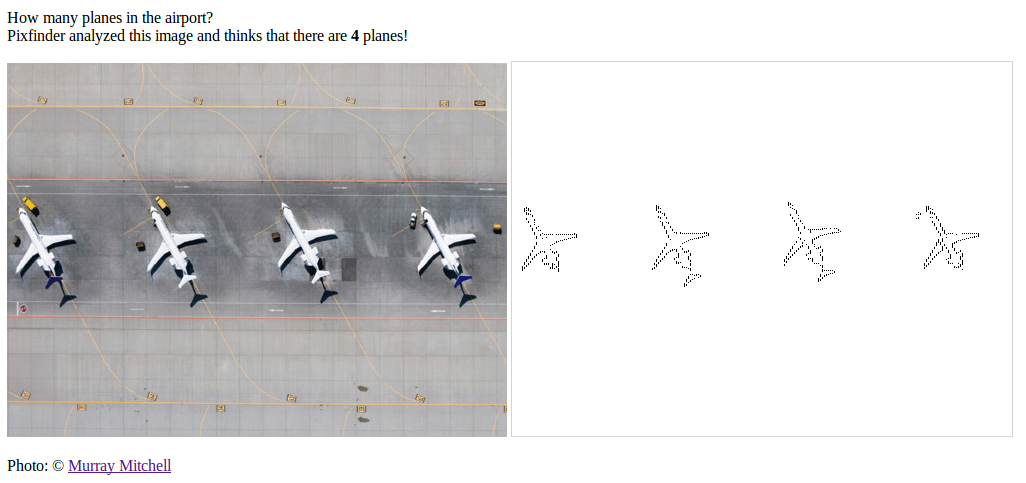 How many planes in the airport?
Pixfinder analyzed this image and thinks that there are 4 planes!
Photo: © Murray Mitchell